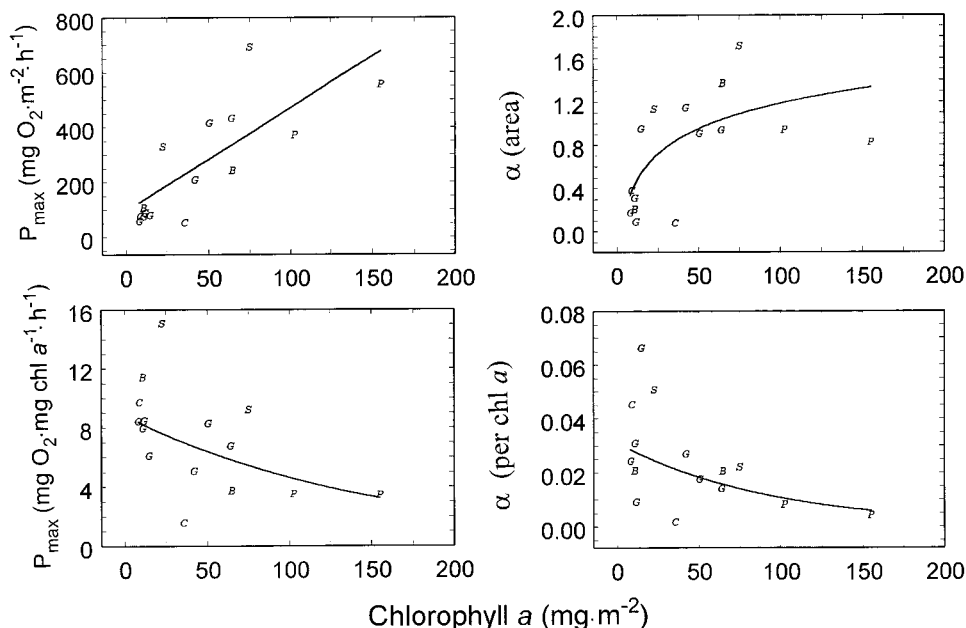 P_max (mg O2·m^-2·h^-1)
800
600
400
200
0
S
P
G
G
S
P
B
G
B
G
G
G
G
C
0 50 100 150 200
α (area)
2.0
1.6
1.2
0.8
0.4
0.0
S
B
S
G
G
G
G
P
P
C
G
B
G
G
C
0 50 100 150 200
P_max (mg O2·mg chl a^-1·h^-1)
16
12
8
4
0
S
B
C
S
G
G
G
G
G
G
G
B
P
P
C
0 50 100 150 200
α (per chl a)
0.08
0.06
0.04
0.02
0.00
G
S
C
G
G
G
B
B
S
G
G
G
P
P
C
0 50 100 150 200
Chlorophyll a (mg·m^-2)